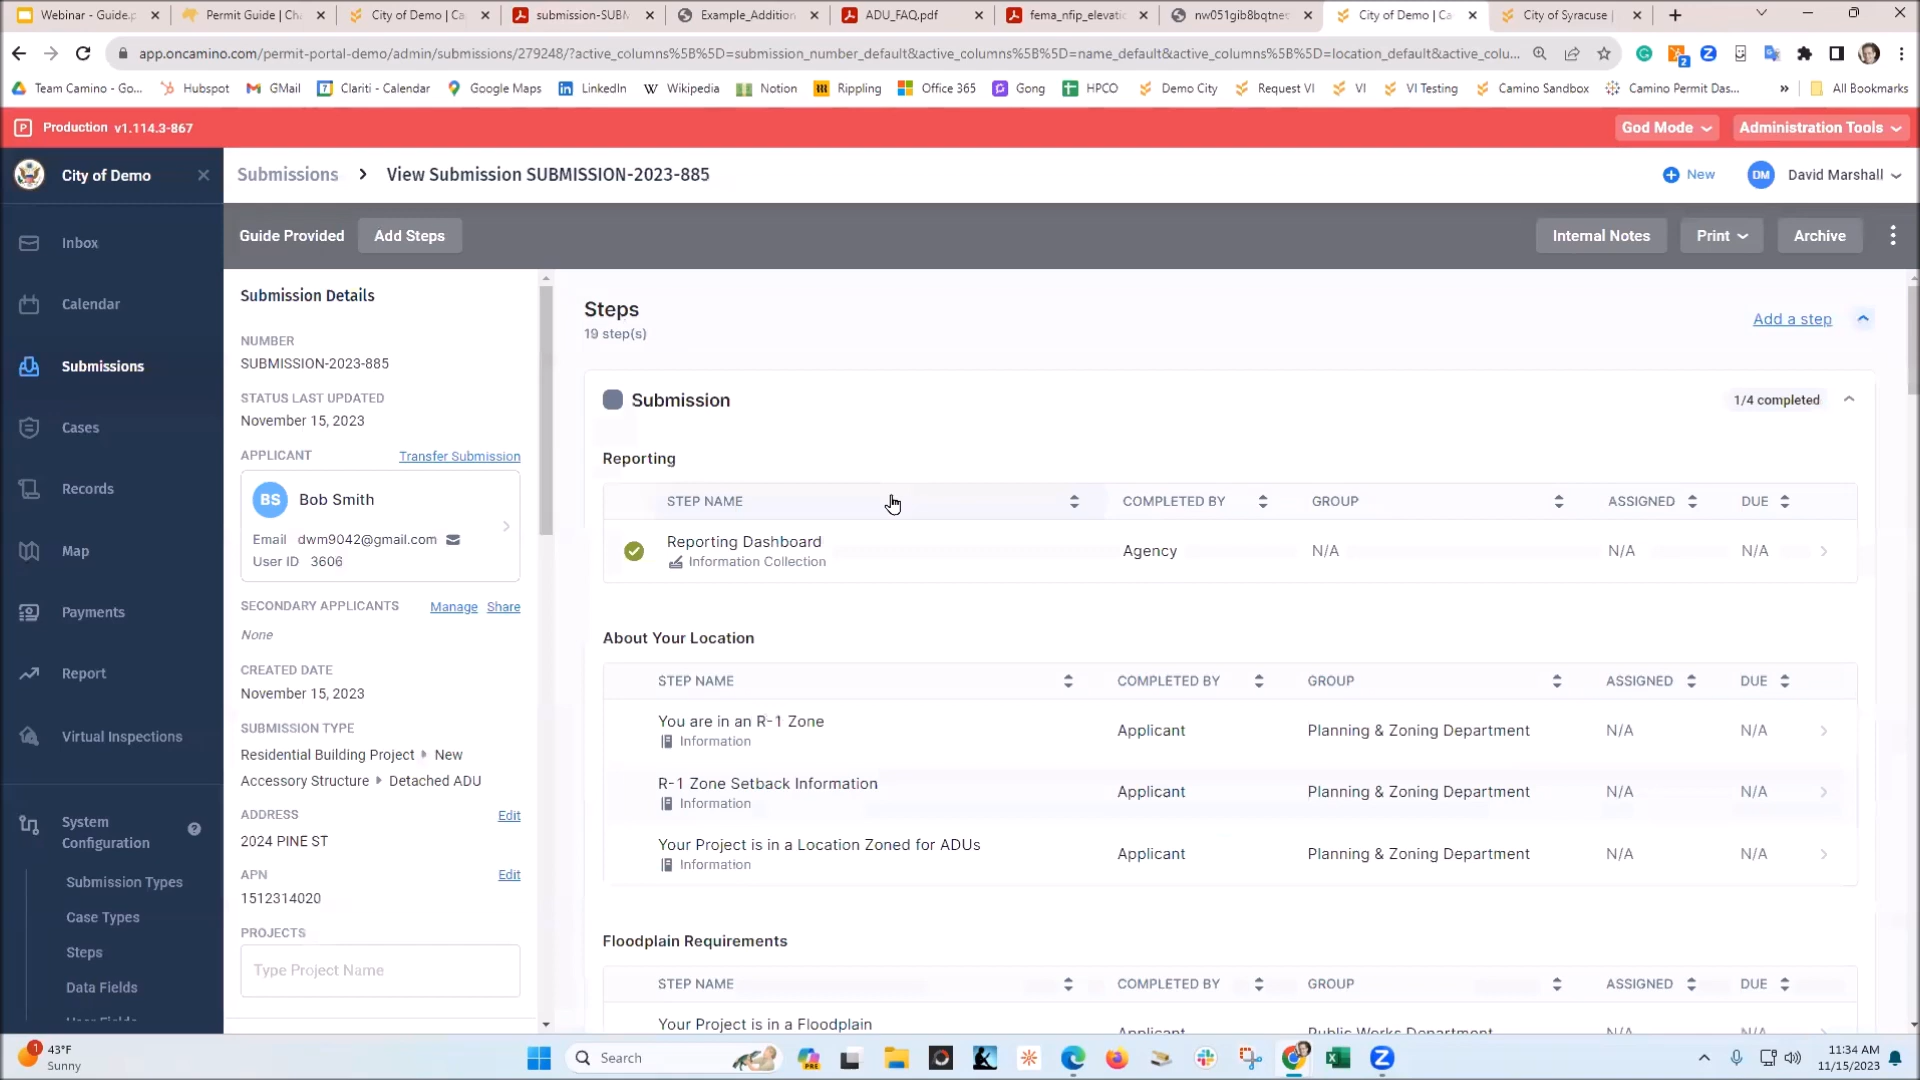 Webinar - Guide.p
Permit Guide | Cha
City of Demo | Ca
submission-SUBM
Example_Addition
ADU_FAQ.pdf
fema_nfip_elevatio
nw051gib8bqtnec
City of Demo | Ca
City of Syracuse |
app.oncamino.com/permit-portal-demo/admin/submissions/279248/?active_columns%5B%5D=submission_number_default&active_columns%5B%5D=name_default&active_columns%5B%5D=location_default&active_colu...
Team Camino - Go...
Hubspot
GMail
Clariti - Calendar
Google Maps
LinkedIn
Wikipedia
Notion
Rippling
Office 365
Gong
HPCO
Demo City
Request VI
VI
VI Testing
Camino Sandbox
Camino Permit Das...
All Bookmarks
Production v1.114.3-867
God Mode
Administration Tools
City of Demo
Submissions > View Submission SUBMISSION-2023-885
New
DM
David Marshall
Guide Provided
Add Steps
Internal Notes
Print
Archive
Inbox
Calendar
Submissions
Cases
Records
Map
Payments
Report
Virtual Inspections
System
Configuration
Submission Types
Case Types
Steps
Data Fields
User Fields
Submission Details
NUMBER
SUBMISSION-2023-885
STATUS LAST UPDATED
November 15, 2023
APPLICANT
Transfer Submission
BS
Bob Smith
Email dwm9042@gmail.com
User ID 3606
SECONDARY APPLICANTS
Manage Share
None
CREATED DATE
November 15, 2023
SUBMISSION TYPE
Residential Building Project New
Accessory Structure Detached ADU
ADDRESS
Edit
2024 PINE ST
APN
Edit
1512314020
PROJECTS
Type Project Name
Steps
19 step(s)
Add a step
Submission
1/4 completed
Reporting
STEP NAME COMPLETED BY GROUP ASSIGNED DUE
Reporting Dashboard
Information Collection
Agency N/A N/A N/A
About Your Location
STEP NAME COMPLETED BY GROUP ASSIGNED DUE
You are in an R-1 Zone
Information
Applicant Planning & Zoning Department N/A N/A
R-1 Zone Setback Information
Information
Applicant Planning & Zoning Department N/A N/A
Your Project is in a Location Zoned for ADUs
Information
Applicant Planning & Zoning Department N/A N/A
Floodplain Requirements
STEP NAME COMPLETED BY GROUP ASSIGNED DUE
Your Project is in a Floodplain
Applicant Public Works Department N/A N/A
1
43°F
Sunny
Search
PRE
11:34 AM
11/15/2023